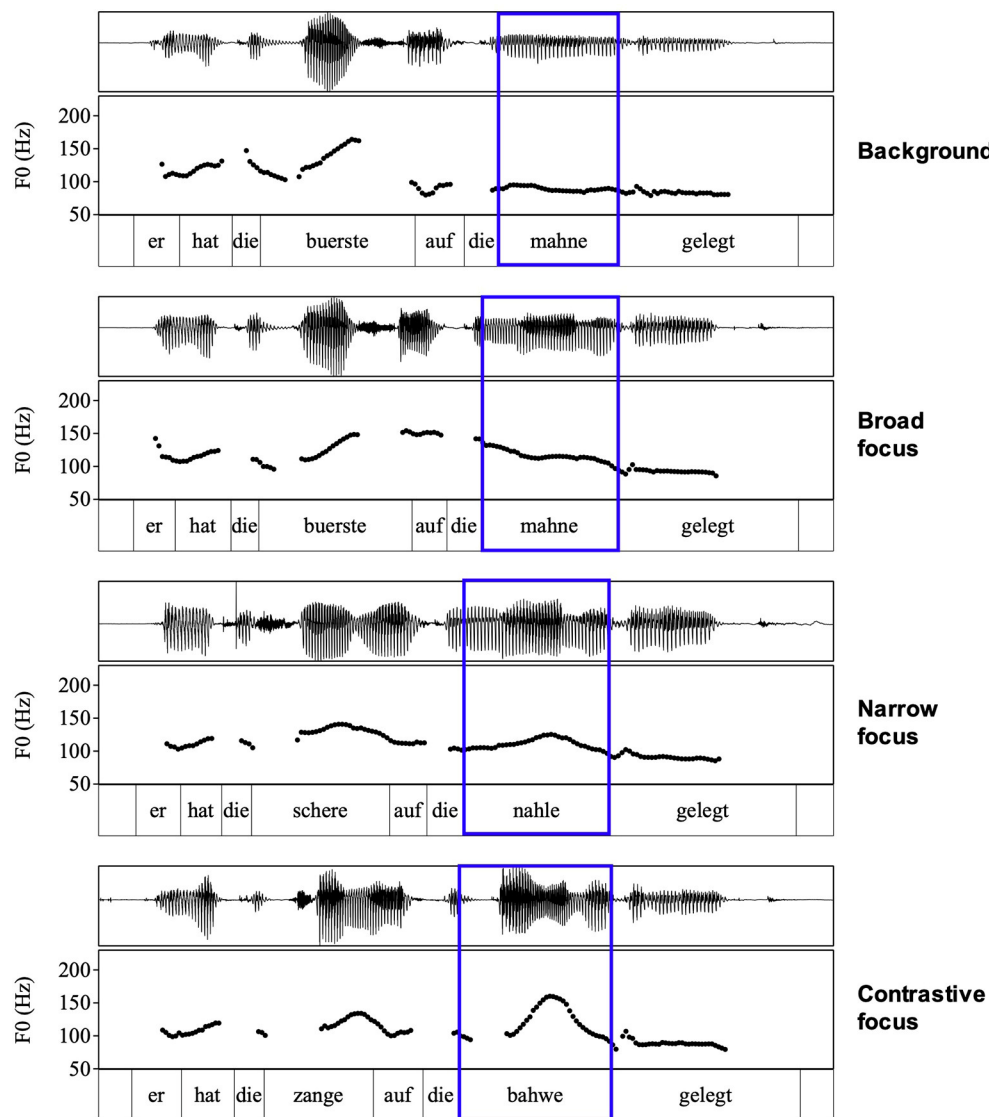 F0 (Hz)
200
150
100
50
Background
er hat die buerste auf die mahne gelegt
F0 (Hz)
200
150
100
50
Broad
focus
er hat die buerste auf die mahne gelegt
F0 (Hz)
200
150
100
50
Narrow
focus
er hat die schere auf die nahle gelegt
F0 (Hz)
200
150
100
50
Contrastive
focus
er hat die zange auf die bahwe gelegt